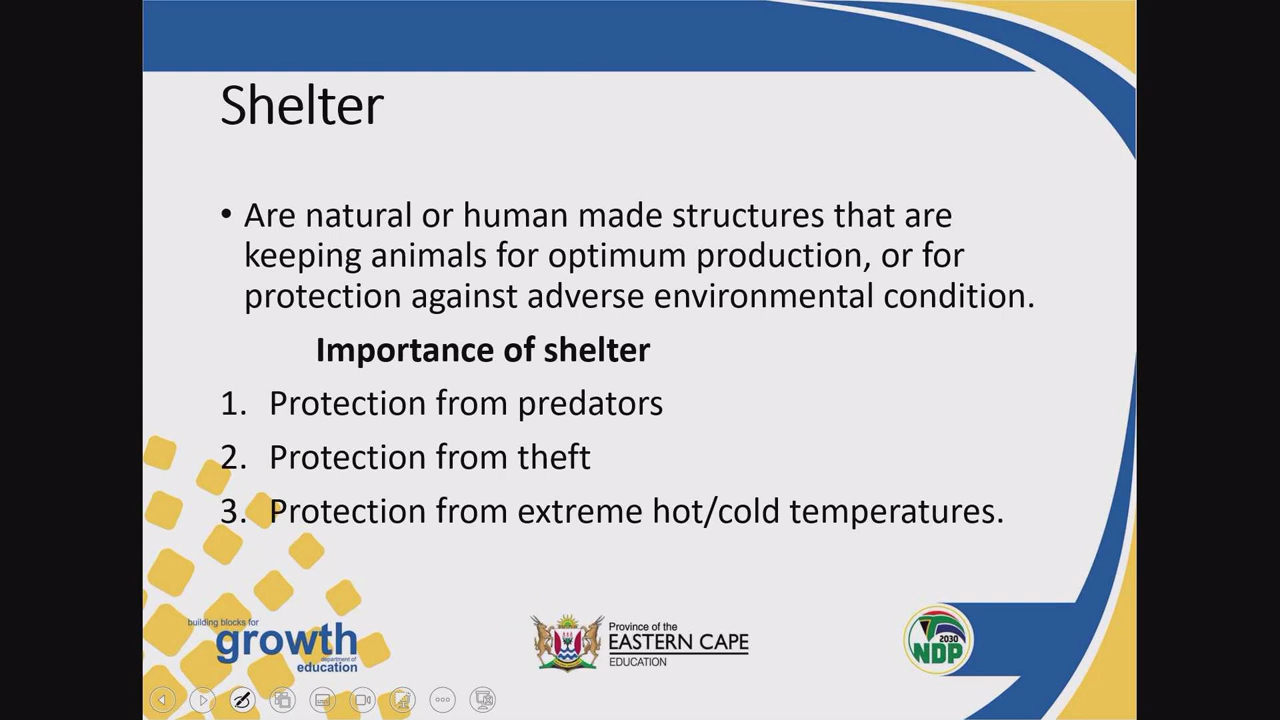 Shelter
• Are natural or human made structures that are
keeping animals for optimum production, or for
protection against adverse environmental condition.
Importance of shelter
1. Protection from predators
2. Protection from theft
3. Protection from extreme hot/cold temperatures.
building blocks for
growth
department of
education
Province of the
EASTERN CAPE
EDUCATION
2030
NDP